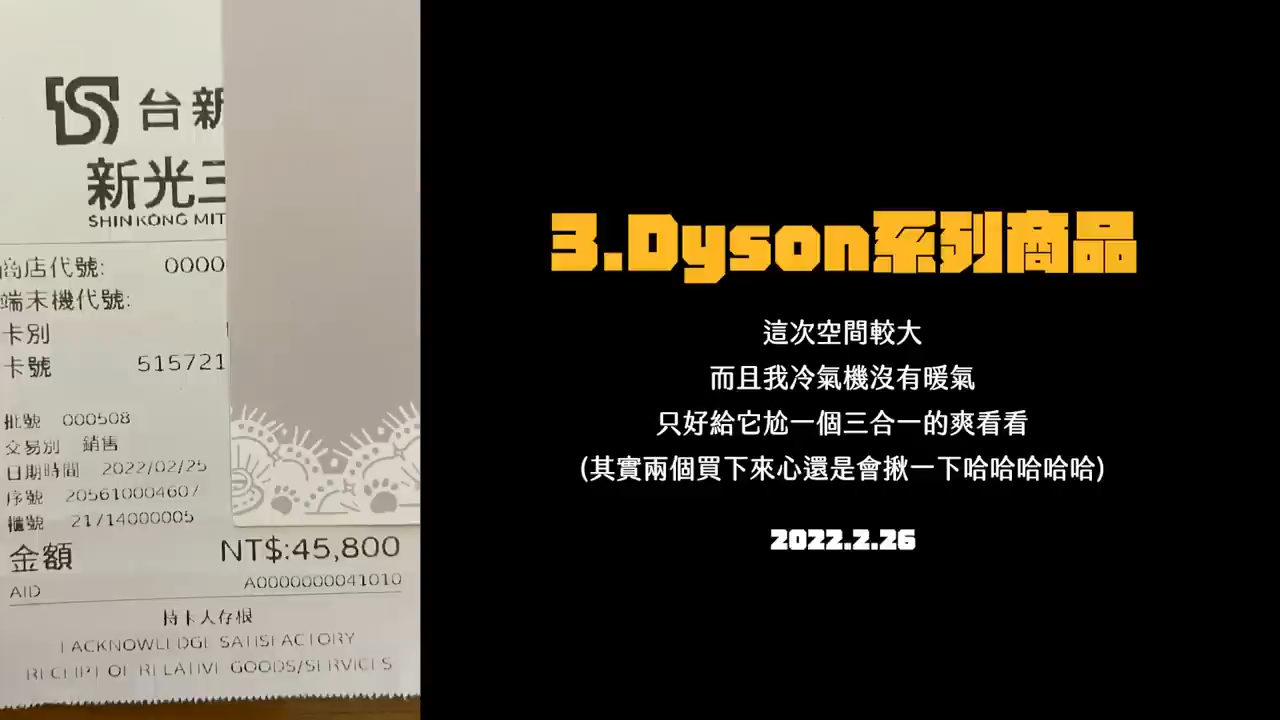 台新
新光三
SHIN KONG MIT
商店代號: 0000
端末機代號:
卡別
卡號 515721
批號 000508
交易別 銷售
日期時間 2022/02/25
序號 205610004607
櫃號 21/14000005
金額 NT$:45,800
AID A0000000041010
持卡人存根
I ACKNOWLEDGE SATISFACTORY
RECEIPT OF RELATIVE GOODS/SERVICES
3.Dyson系列商品
這次空間較大
而且我冷氣機沒有暖氣
只好給它尬一個三合一的爽看看
(其實兩個買下來心還是會揪一下哈哈哈哈哈)
2022.2.26